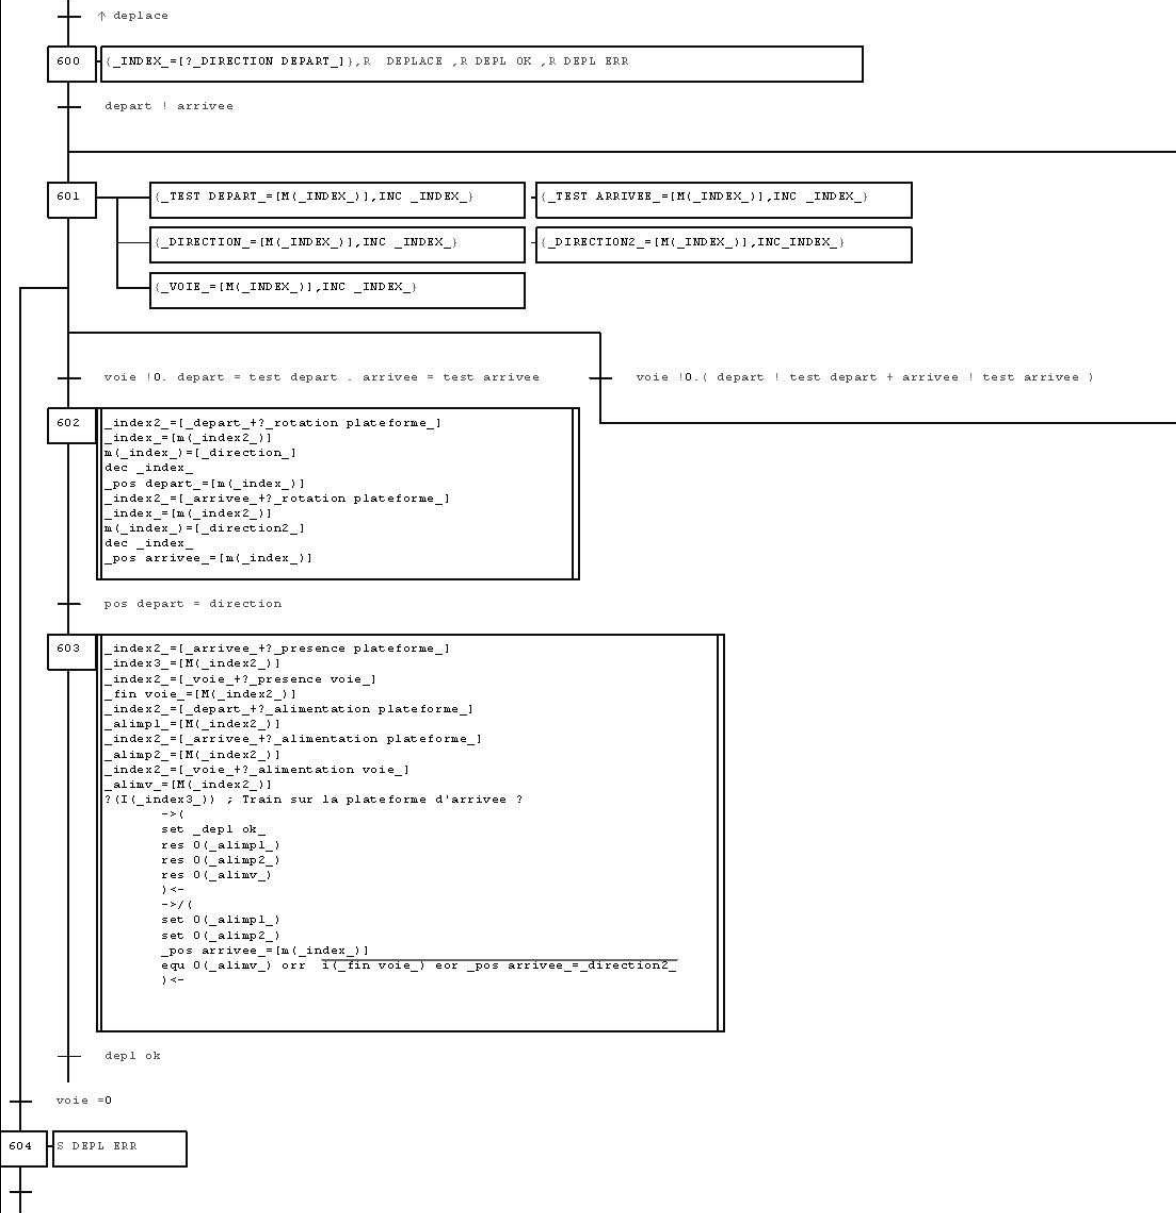 ↑ deplace
600 {_INDEX_=[?_DIRECTION DEPART_]},R  DEPLACE ,R DEPL OK ,R DEPL ERR
depart ! arrivee
601 {_TEST DEPART_=[M(_INDEX_)],INC _INDEX_} {_TEST ARRIVEE_=[M(_INDEX_)],INC _INDEX_}
{_DIRECTION_=[M(_INDEX_)],INC _INDEX_} {_DIRECTION2_=[M(_INDEX_)],INC_INDEX_}
{_VOIE_=[M(_INDEX_)],INC _INDEX_}
voie !0. depart = test depart . arrivee = test arrivee voie !0.( depart ! test depart + arrivee ! test arrivee )
602 _index2_=[_depart_+?_rotation plateforme_]
_index_=[m(_index2_)]
m(_index_)=[_direction_]
dec _index_
_pos depart_=[m(_index_)]
_index2_=[_arrivee_+?_rotation plateforme_]
_index_=[m(_index2_)]
m(_index_)=[_direction2_]
dec _index_
_pos arrivee_=[m(_index_)]
pos depart = direction
603 _index2_=[_arrivee_+?_presence plateforme_]
_index3_=[M(_index2_)]
_index2_=[_voie_+?_presence voie_]
_fin voie_=[M(_index2_)]
_index2_=[_depart_+?_alimentation plateforme_]
_alimp1_=[M(_index2_)]
_index2_=[_arrivee_+?_alimentation plateforme_]
_alimp2_=[M(_index2_)]
_index2_=[_voie_+?_alimentation voie_]
_alimv_=[M(_index2_)]
?(I(_index3_)) ; Train sur la plateforme d'arrivee ?
->(
set _depl ok_
res O(_alimp1_)
res O(_alimp2_)
res O(_alimv_)
)<-
->/(
set O(_alimp1_)
set O(_alimp2_)
_pos arrivee_=[m(_index_)]
equ O(_alimv_) orr  i(_fin voie_) eor _pos arrivee_=_direction2_
)<-
depl ok
voie =0
604 S DEPL ERR